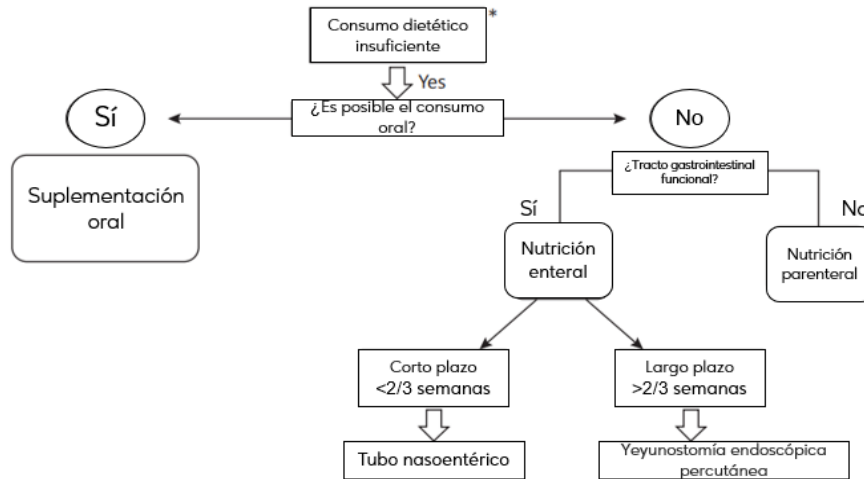 Consumo dietético *
insuficiente
Yes
¿Es posible el consumo
oral?
Sí
No
Suplementación
oral
¿Tracto gastrointestinal
funcional?
Sí
No
Nutrición
enteral
Nutrición
parenteral
Corto plazo
<2/3 semanas
Largo plazo
>2/3 semanas
Tubo nasoentérico
Yeyunostomía endoscópica
percutánea